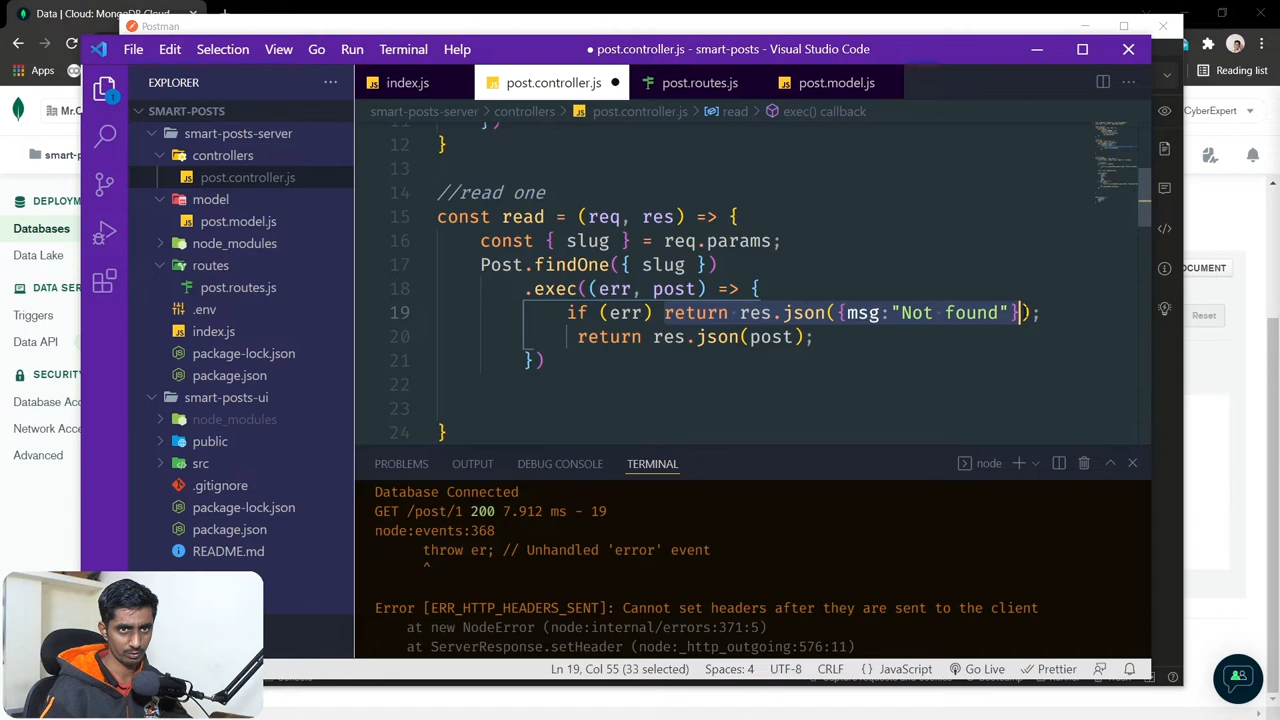 Data | Cloud: MongoD
Postman
Apps
Reading list
File Edit Selection View Go Run Terminal Help
● post.controller.js - smart-posts - Visual Studio Code
EXPLORER
index.js
post.controller.js
post.routes.js
post.model.js
SMART-POSTS
smart-posts-server
controllers
post.controller.js
model
post.model.js
node_modules
routes
post.routes.js
.env
index.js
package-lock.json
package.json
smart-posts-ui
node_modules
public
src
.gitignore
package-lock.json
package.json
README.md
smart-posts-server > controllers > post.controller.js > read > exec() callback
12 }
13
14 //read one
15 const read = (req, res) => {
16 const { slug } = req.params;
17 Post.findOne({ slug })
18 .exec((err, post) => {
19 if (err) return res.json({msg:"Not found"});
20 return res.json(post);
21 })
22
23
24 }
PROBLEMS OUTPUT DEBUG CONSOLE TERMINAL
node
Database Connected
GET /post/1 200 7.912 ms - 19
node:events:368
throw er; // Unhandled 'error' event
^
Error [ERR_HTTP_HEADERS_SENT]: Cannot set headers after they are sent to the client
at new NodeError (node:internal/errors:371:5)
at ServerResponse.setHeader (node:_http_outgoing:576:11)
Ln 19, Col 55 (33 selected) Spaces: 4 UTF-8 CRLF {} JavaScript Go Live Prettier
Mr.C
smart-p
DEPLOYM
Databases
Data Lake
DATA SER
Triggers
Data API
SECURITY
Database Acc
Network Acce
Advanced
CyberExpert
OCUMENT
Reset